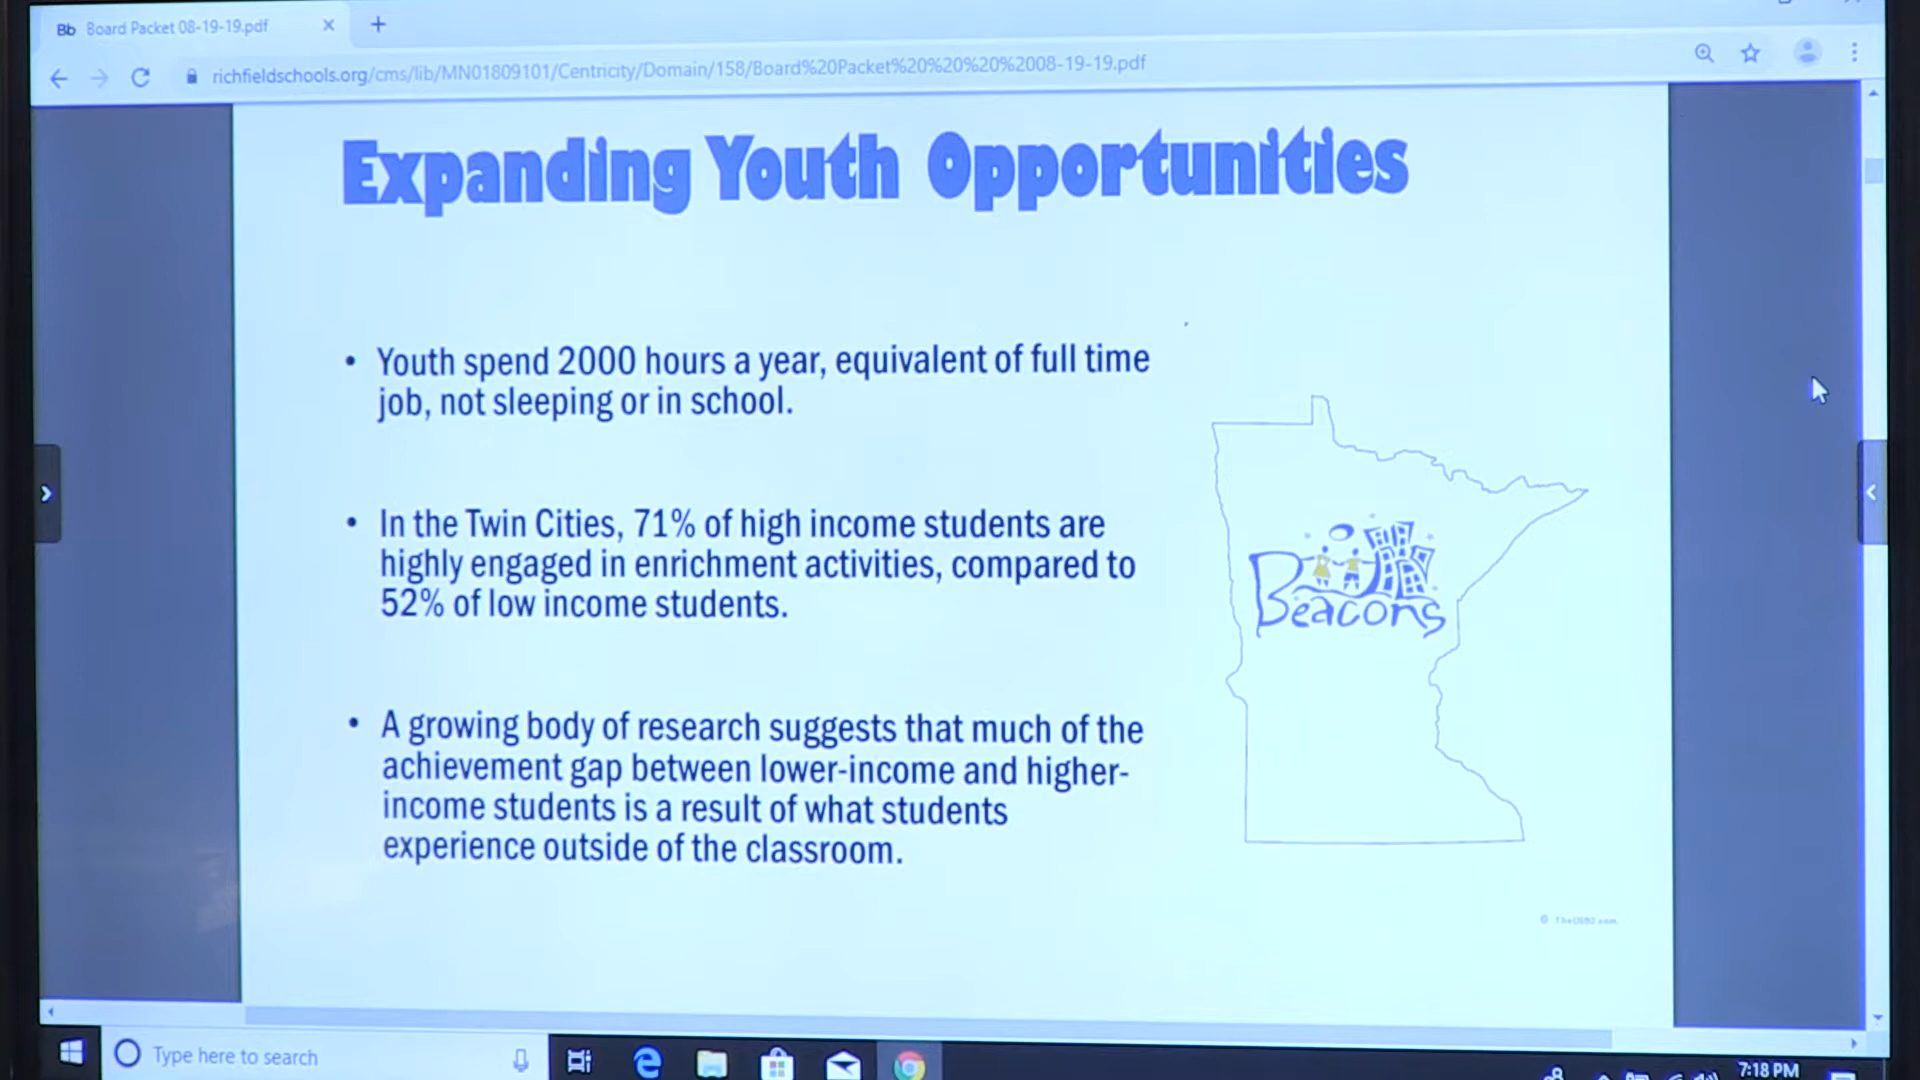 Bb Board Packet 08-19-19.pdf
richfieldschools.org/cms/lib/MN01809101/Centricity/Domain/158/Board%20Packet%20%20%20%2008-19-19.pdf
Expanding Youth Opportunities
• Youth spend 2000 hours a year, equivalent of full time
job, not sleeping or in school.
• In the Twin Cities, 71% of high income students are
highly engaged in enrichment activities, compared to
52% of low income students.
Beacons
• A growing body of research suggests that much of the
achievement gap between lower-income and higher-
income students is a result of what students
experience outside of the classroom.
Type here to search
7:18 PM